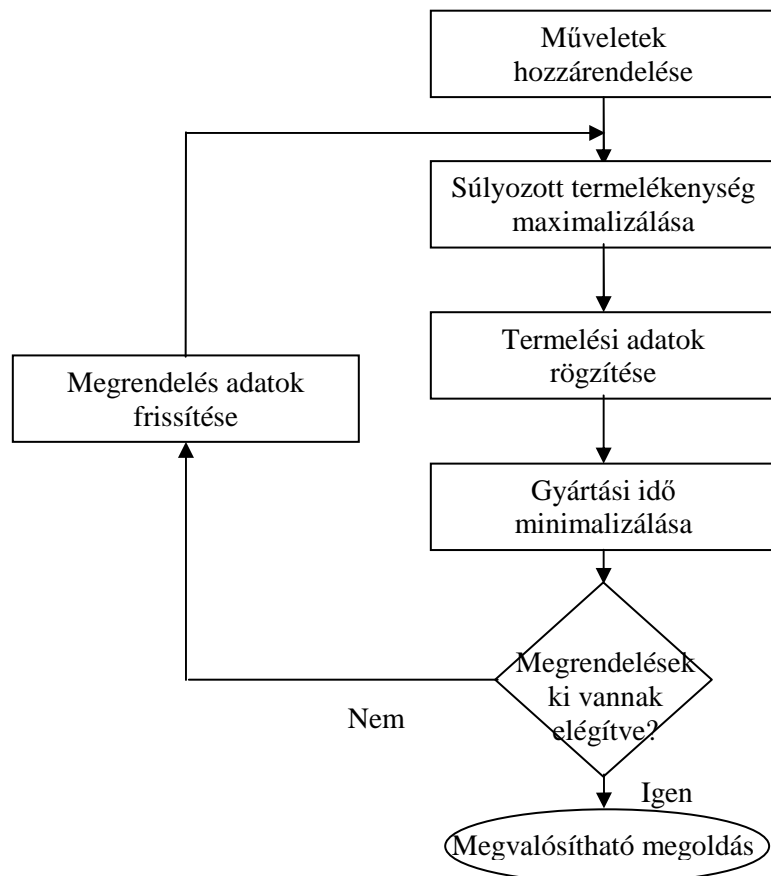 Műveletek
hozzárendelése
Súlyozott termelékenység
maximalizálása
Termelési adatok
rögzítése
Megrendelés adatok
frissítése
Gyártási idő
minimalizálása
Megrendelések
ki vannak
elégítve?
Nem
Igen
Megvalósítható megoldás